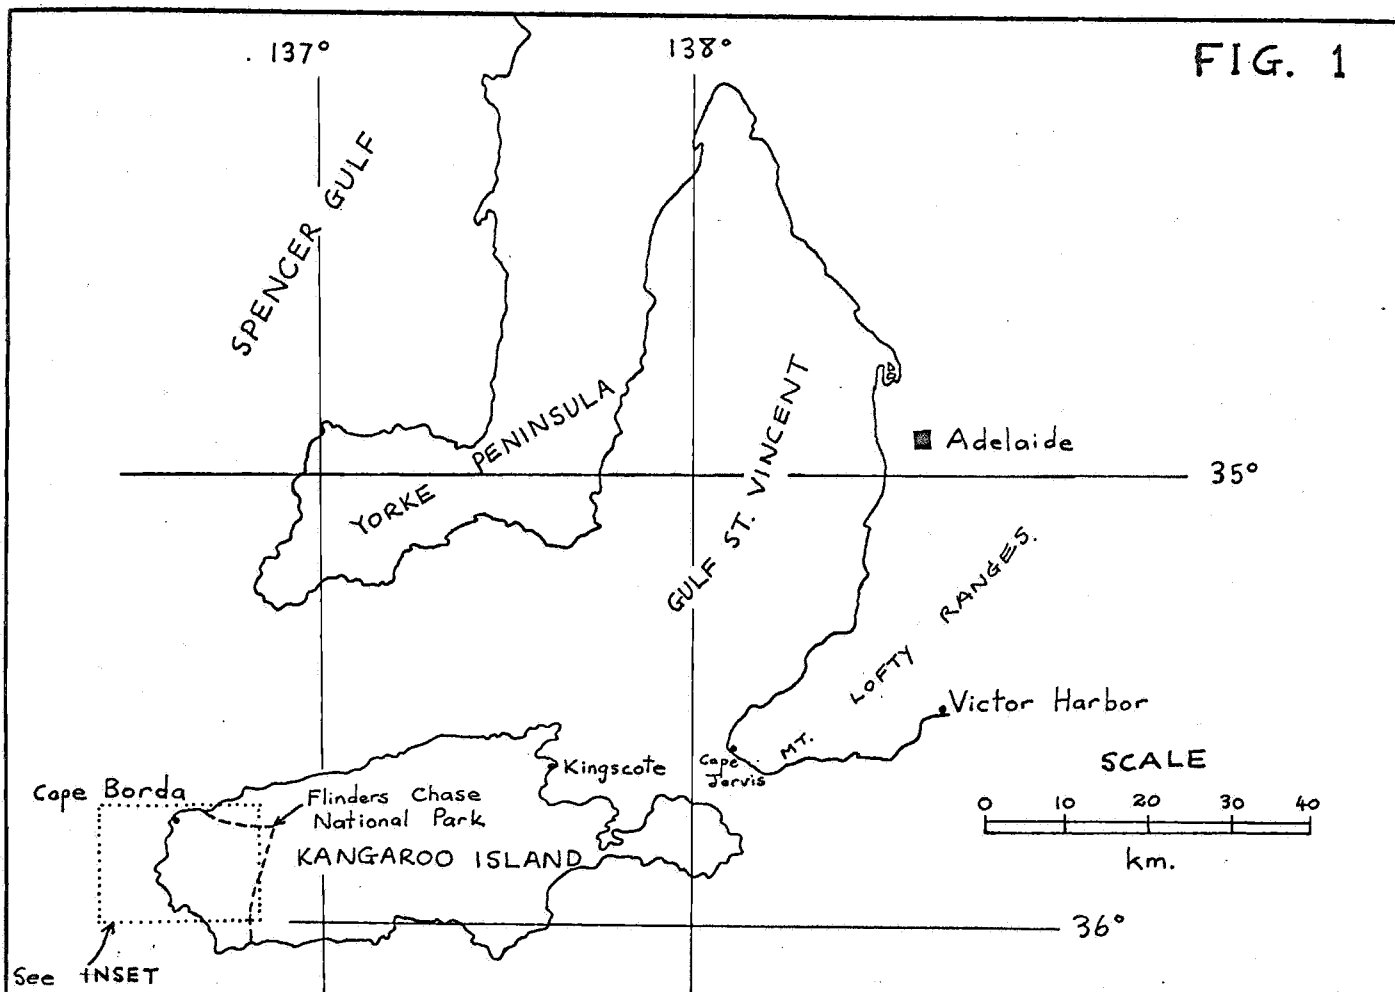 137°
138°
FIG. 1
SPENCER GULF
YORKE PENINSULA
GULF ST. VINCENT
Adelaide
35°
MT. LOFTY RANGES.
Victor Harbor
Cape
Jarvis
Kingscote
SCALE
0 10 20 30 40
km.
Cape Borda
Flinders Chase
National Park
KANGAROO ISLAND
36°
See INSET